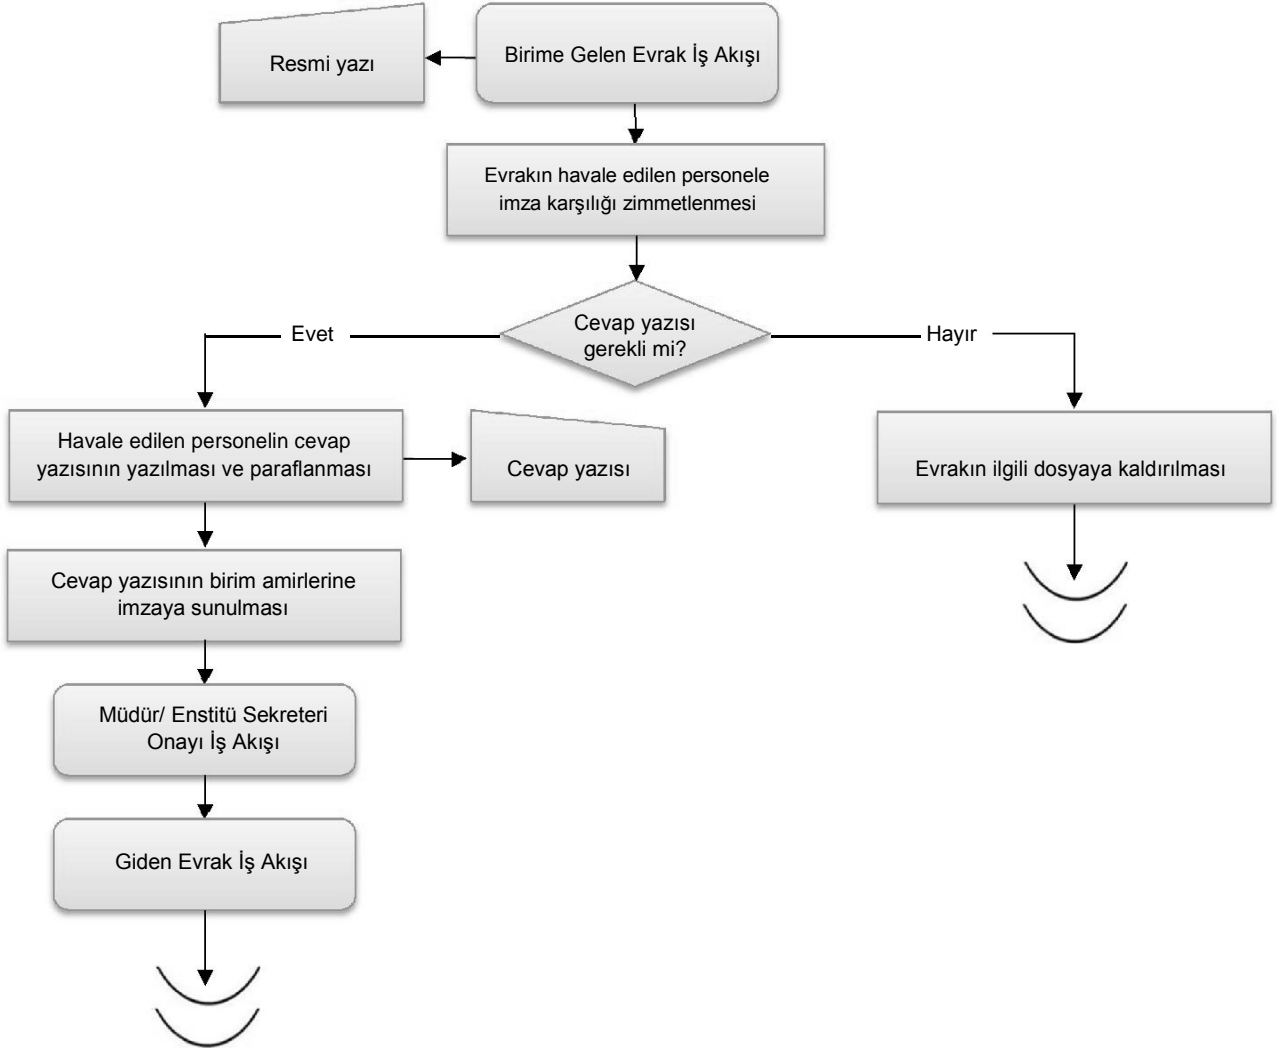 Resmi yazı
Birime Gelen Evrak İş Akışı
Evrakın havale edilen personele
imza karşılığı zimmetlenmesi
Cevap yazısı
gerekli mi?
Evet
Hayır
Havale edilen personelin cevap
yazısının yazılması ve paraflanması
Cevap yazısı
Evrakın ilgili dosyaya kaldırılması
Cevap yazısının birim amirlerine
imzaya sunulması
Müdür/ Enstitü Sekreteri
Onayı İş Akışı
Giden Evrak İş Akışı